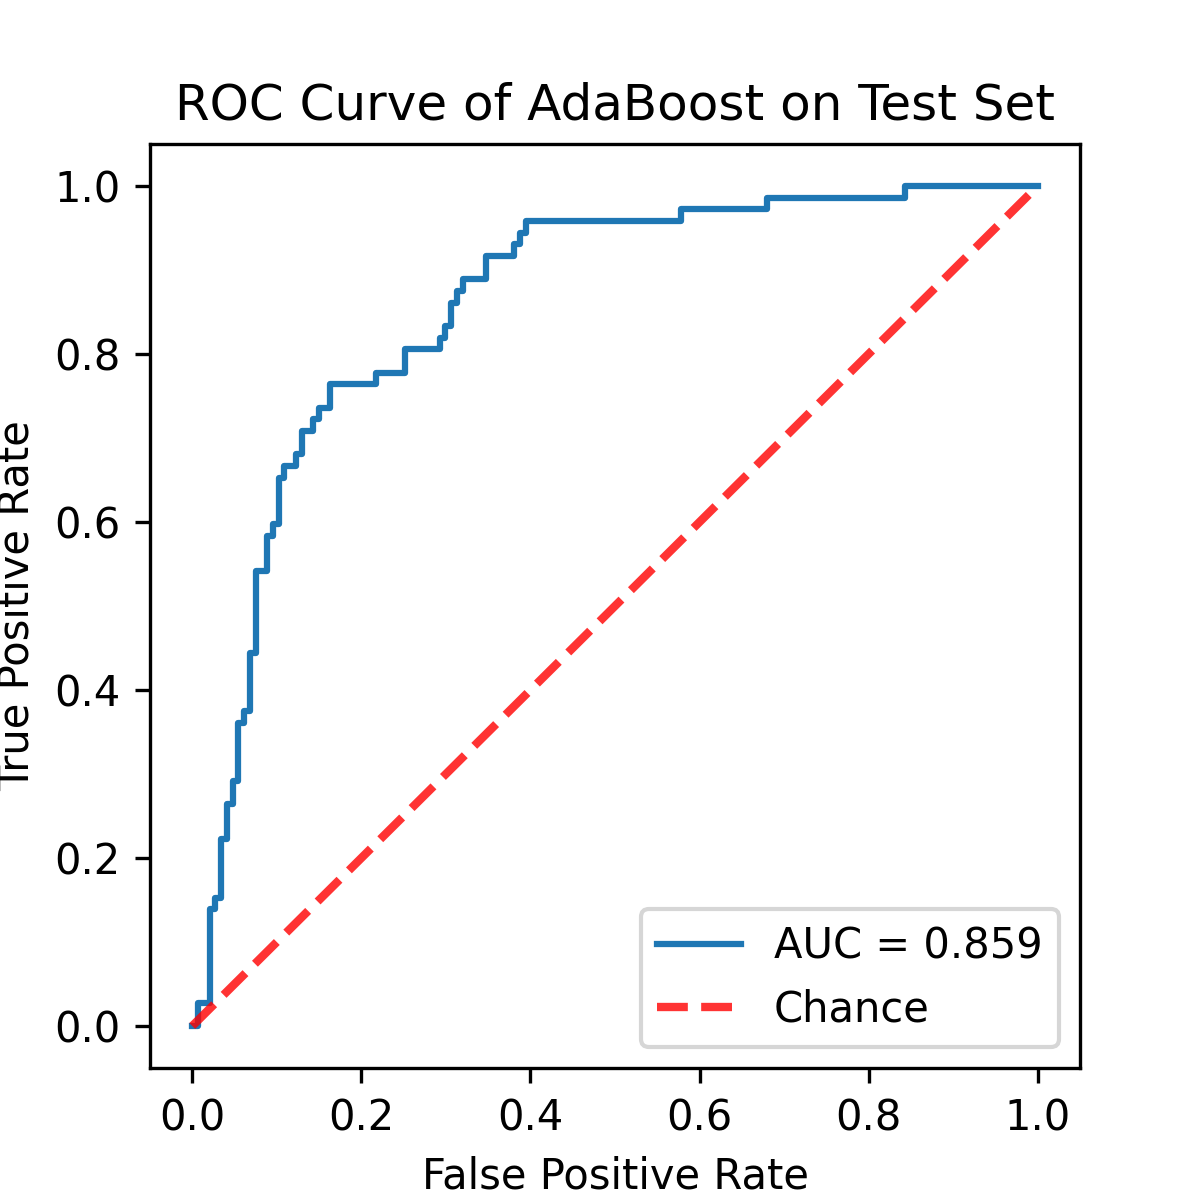 ROC Curve of AdaBoost on Test Set
1.0
0.8
0.6
0.4
0.2
0.0
True Positive Rate
0.0 0.2 0.4 0.6 0.8 1.0
False Positive Rate
AUC = 0.859
Chance